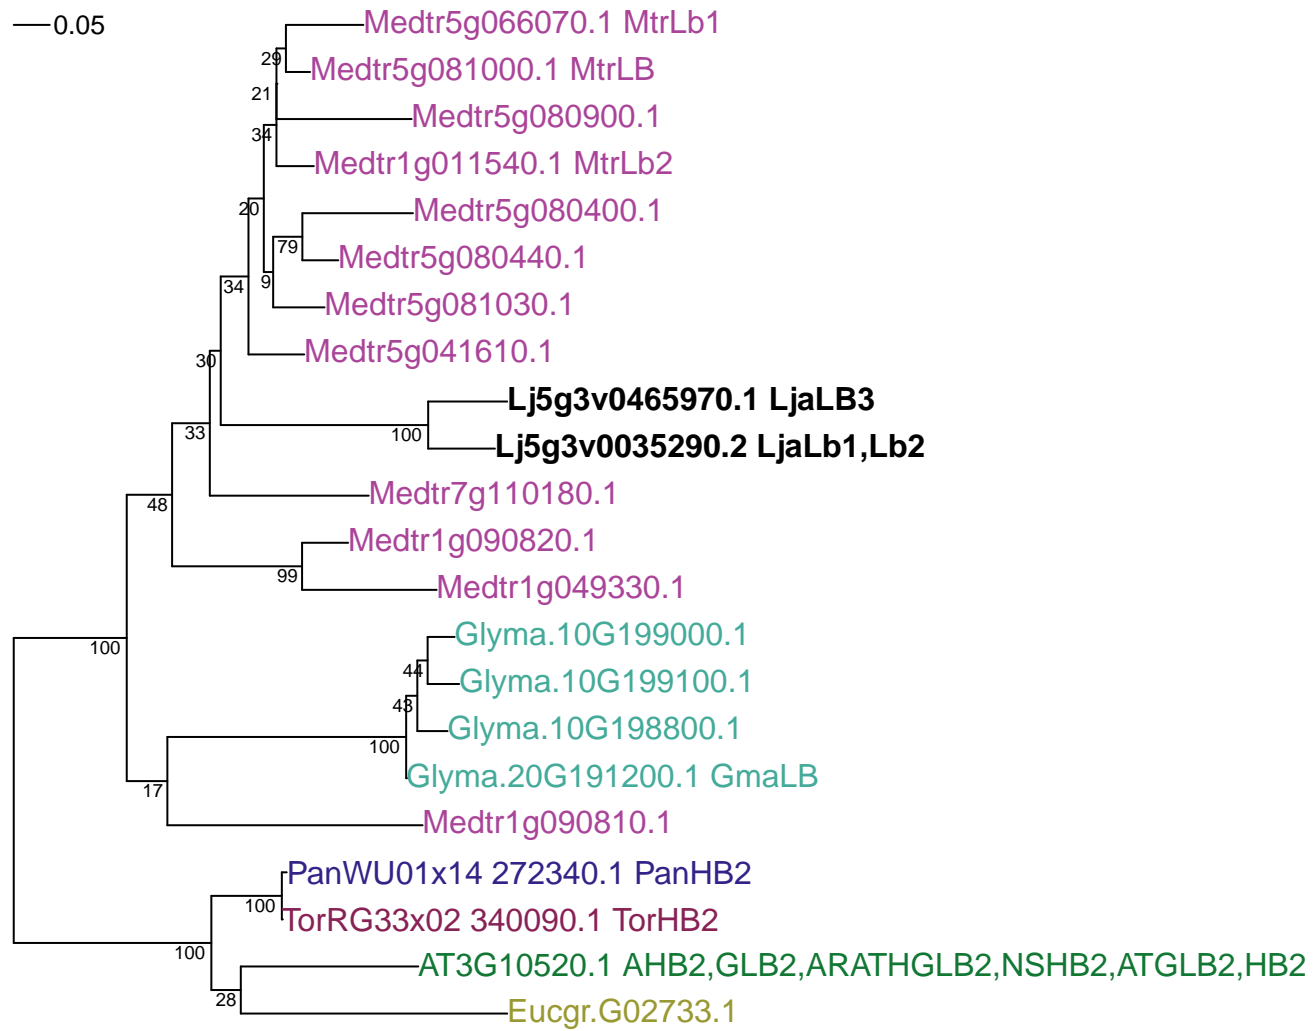 0.05
Medtr5g066070.1 MtrLb1
29
Medtr5g081000.1 MtrLB
21
Medtr5g080900.1
34
Medtr1g011540.1 MtrLb2
20
Medtr5g080400.1
79
Medtr5g080440.1
9
34
Medtr5g081030.1
30
Medtr5g041610.1
Lj5g3v0465970.1 LjaLB3
33
100
Lj5g3v0035290.2 LjaLb1,Lb2
48
Medtr7g110180.1
Medtr1g090820.1
99
Medtr1g049330.1
100
Glyma.10G199000.1
44
Glyma.10G199100.1
43
Glyma.10G198800.1
100
Glyma.20G191200.1 GmaLB
17
Medtr1g090810.1
PanWU01x14 272340.1 PanHB2
100
TorRG33x02 340090.1 TorHB2
100
AT3G10520.1 AHB2,GLB2,ARATHGLB2,NSHB2,ATGLB2,HB2
28
Eucgr.G02733.1